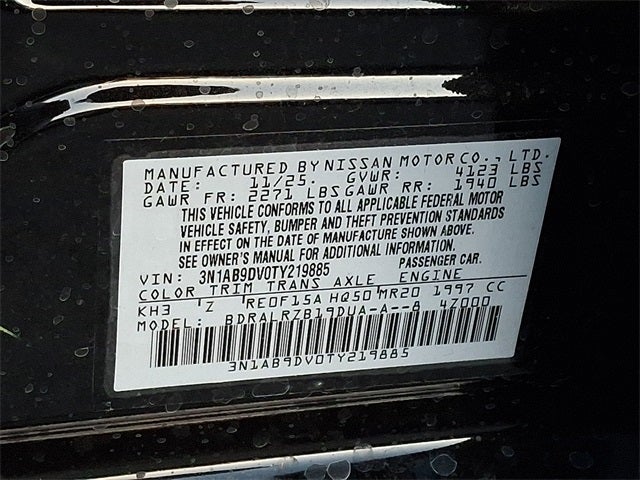 MANUFACTURED BY NISSAN MOTOR CO., LTD.
DATE: 11/25. GVWR: 4123 LBS
GAWR FR: 2271 LBS GAWR RR: 1940 LBS
THIS VEHICLE CONFORMS TO ALL APPLICABLE FEDERAL MOTOR
VEHICLE SAFETY, BUMPER AND THEFT PREVENTION STANDARDS
IN EFFECT ON THE DATE OF MANUFACTURE SHOWN ABOVE.
SEE OWNER'S MANUAL FOR ADDITIONAL INFORMATION.
VIN: 3N1AB9DV0TY219885 PASSENGER CAR.
COLOR TRIM TRANS AXLE ENGINE
KH3 'Z 'RE0F15A HQ50 MR20 1997 CC
MODEL: BDRALRZB19DUA-A--B 4Z000
3N1AB9DV0TY219885